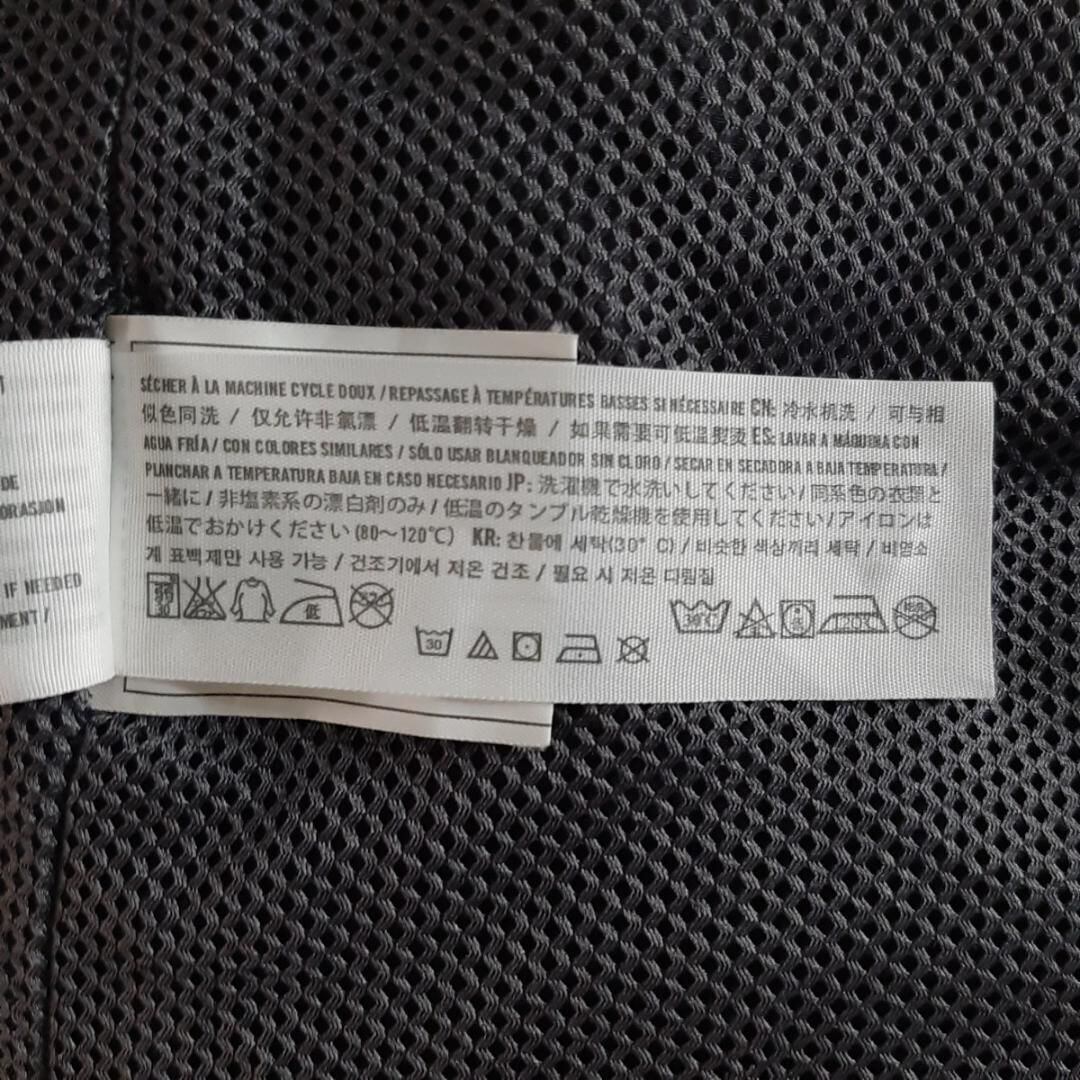 DE
IF NEEDED
MENT /
SÉCHER À LA MACHINE CYCLE DOUX / REPASSAGE À TEMPÉRATURES BASSES SI NÉCESSAIRE CN: 冷水机洗 / 可与相
似色同洗 / 仅允许非氯漂 / 低温翻转干燥 / 如果需要可低温熨烫 ES: LAVAR A MÁQUINA CON
AGUA FRÍA / CON COLORES SIMILARES / SÓLO USAR BLANQUEADOR SIN CLORO / SECAR EN SECADORA A BAJA TEMPERATURA /
PLANCHAR A TEMPERATURA BAJA EN CASO NECESARIO JP: 洗濯機で水洗いしてください / 同系色の衣類と
一緒に / 非塩素系の漂白剤のみ / 低温のタンブル乾燥機を使用してください / アイロンは
低温でおかけください (80～120℃) KR: 찬물에 세탁(30° C) / 비슷한 색상끼리 세탁 / 비염소
계 표백제만 사용 가능 / 건조기에서 저온 건조 / 필요 시 저온 다림질
30 低
30
30℃